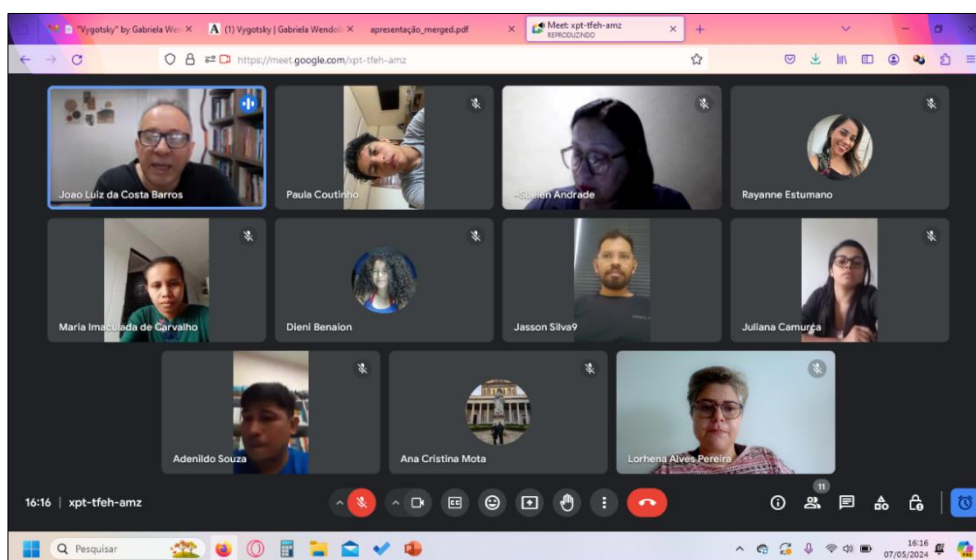 "Vygotsky" by Gabriela Wen
(1) Vygotsky | Gabriela Wendol
apresentação_merged.pdf
Meet: xpt-tfeh-amz
REPRODUZINDO
https://meet.google.com/xpt-tfeh-amz
Joao Luiz da Costa Barros
Paula Coutinho
Suelen Andrade
Rayanne Estumano
Maria Imaculada de Carvalho
Dieni Benaion
Jasson Silva9
Juliana Camurça
Adenildo Souza
Ana Cristina Mota
Lorhena Alves Pereira
16:16 | xpt-tfeh-amz
CC
11
Pesquisar
16:16
07/05/2024